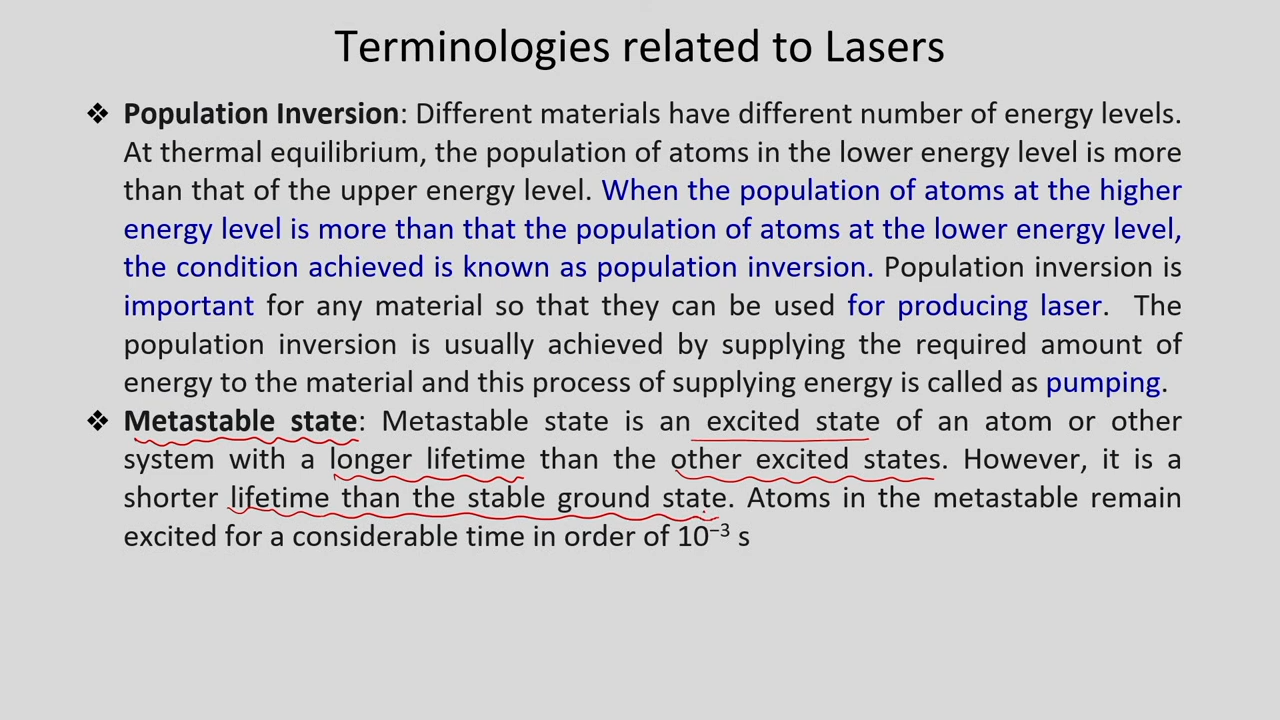 Terminologies related to Lasers
❖ Population Inversion: Different materials have different number of energy levels.
At thermal equilibrium, the population of atoms in the lower energy level is more
than that of the upper energy level. When the population of atoms at the higher
energy level is more than that the population of atoms at the lower energy level,
the condition achieved is known as population inversion. Population inversion is
important for any material so that they can be used for producing laser. The
population inversion is usually achieved by supplying the required amount of
energy to the material and this process of supplying energy is called as pumping.
❖ Metastable state: Metastable state is an excited state of an atom or other
system with a longer lifetime than the other excited states. However, it is a
shorter lifetime than the stable ground state. Atoms in the metastable remain
excited for a considerable time in order of 10⁻³ s